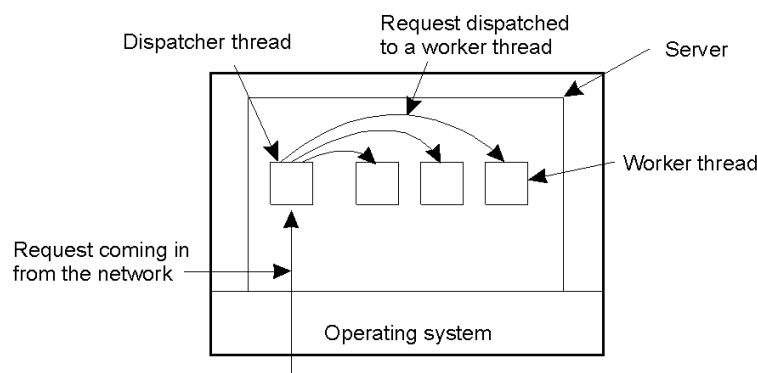 Request dispatched
to a worker thread
Dispatcher thread
Server
Worker thread
Request coming in
from the network
Operating system